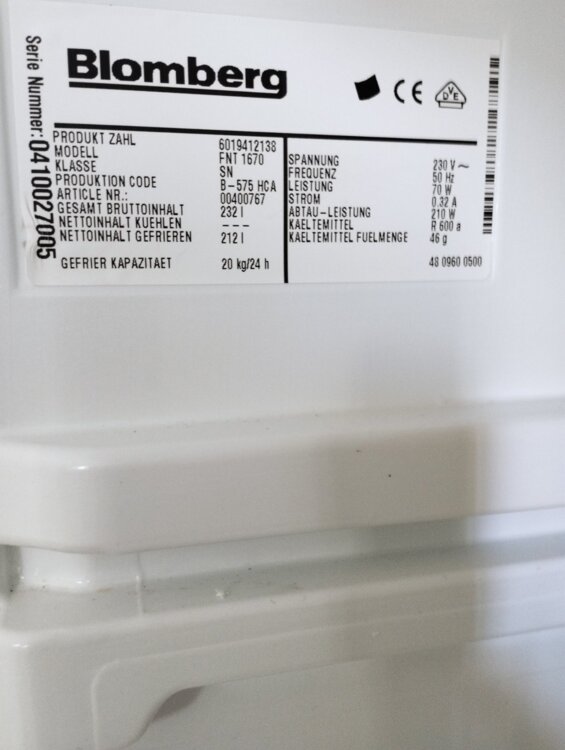 Blomberg
VDE
CE
Serie Nummer:04100027005
PRODUKT ZAHL 6019412138
MODELL FNT 1670
KLASSE SN
PRODUKTION CODE B-575 HCA
ARTICLE NR.: 00400767
GESAMT BRUTTOINHALT 232 l
NETTOINHALT KUEHLEN ---
NETTOINHALT GEFRIEREN 212 l
GEFRIER KAPAZITAET 20 kg/24 h
SPANNUNG 230 V ~
FREQUENZ 50 Hz
LEISTUNG 70 W
STROM 0.32 A
ABTAU-LEISTUNG 210 W
KAELTEMITTEL R 600 a
KAELTEMITTEL FUELMENGE 46 g
48 0960 0500